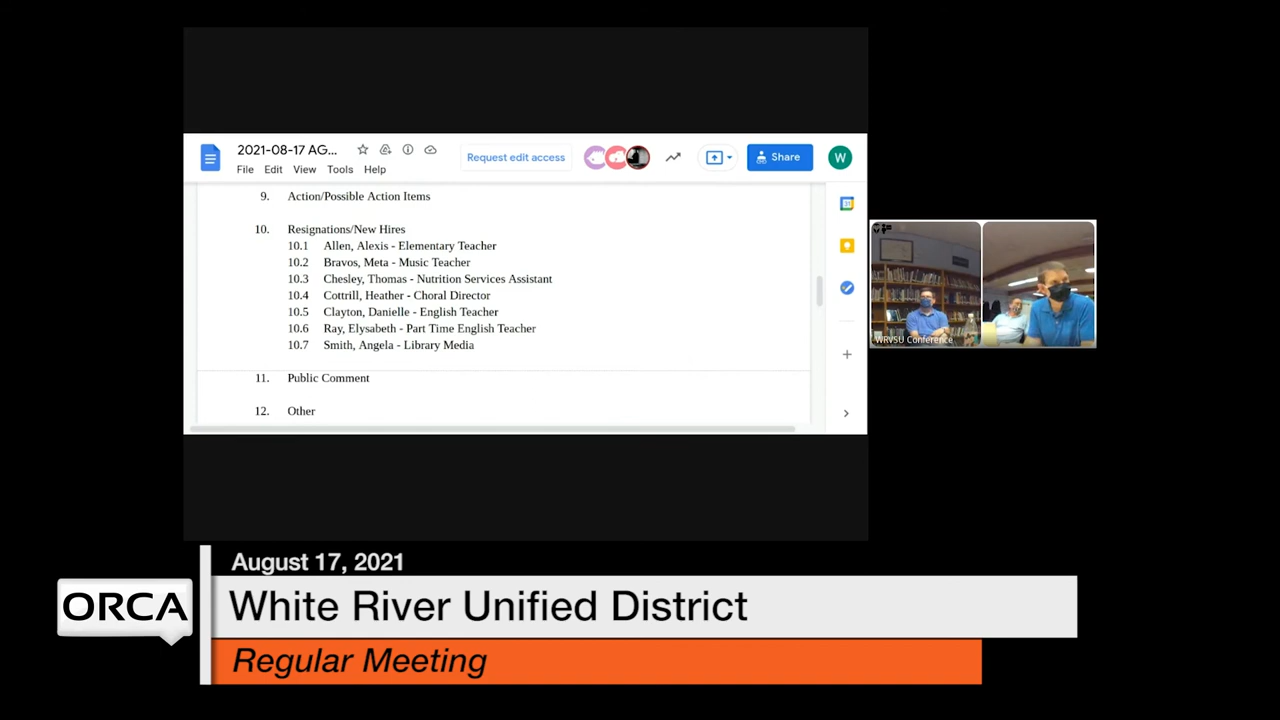 2021-08-17 AG...
File Edit View Tools Help
Request edit access
Share
W
9. Action/Possible Action Items
10. Resignations/New Hires
10.1 Allen, Alexis - Elementary Teacher
10.2 Bravos, Meta - Music Teacher
10.3 Chesley, Thomas - Nutrition Services Assistant
10.4 Cottrill, Heather - Choral Director
10.5 Clayton, Danielle - English Teacher
10.6 Ray, Elysabeth - Part Time English Teacher
10.7 Smith, Angela - Library Media
11. Public Comment
12. Other
31
WRVSU Conference
August 17, 2021
ORCA
White River Unified District
Regular Meeting